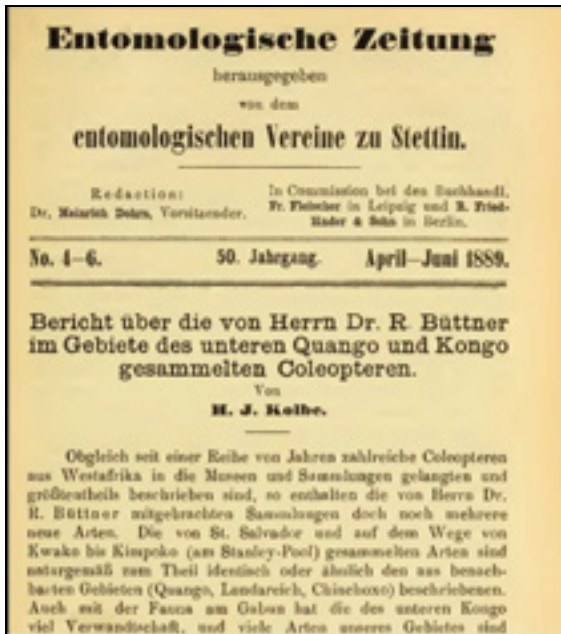 Entomologische Zeitung
herausgegeben
von dem
entomologischen Vereine zu Stettin.
Redaction:
Dr. Heinrich Dohrn, Vorsitzender.
In Commission bei den Buchhandl.
Fr. Fleischer in Leipzig und R. Fried-
länder & Sohn in Berlin.
No. 4—6.
50. Jahrgang.
April—Juni 1889.
Bericht über die von Herrn Dr. R. Büttner
im Gebiete des unteren Quango und Kongo
gesammelten Coleopteren.
Von
H. J. Kolbe.
Obgleich seit einer Reihe von Jahren zahlreiche Coleopteren
aus Westafrika in die Museen und Sammlungen gelangten und
größtentheils beschrieben sind, so enthalten die von Herrn Dr.
R. Büttner mitgebrachten Sammlungen doch noch mehrere
neue Arten. Die von St. Salvador und auf dem Wege von
Kwako bis Kimpoko (am Stanley-Pool) gesammelten Arten sind
naturgemäß zum Theil identisch oder ähnlich den aus benach-
barten Gebieten (Quango, Lundareich, Chinchoxo) beschriebenen.
Auch mit der Fauna am Gabun hat die des unteren Kongo
viel Verwandtschaft, und viele Arten unseres Gebietes sind